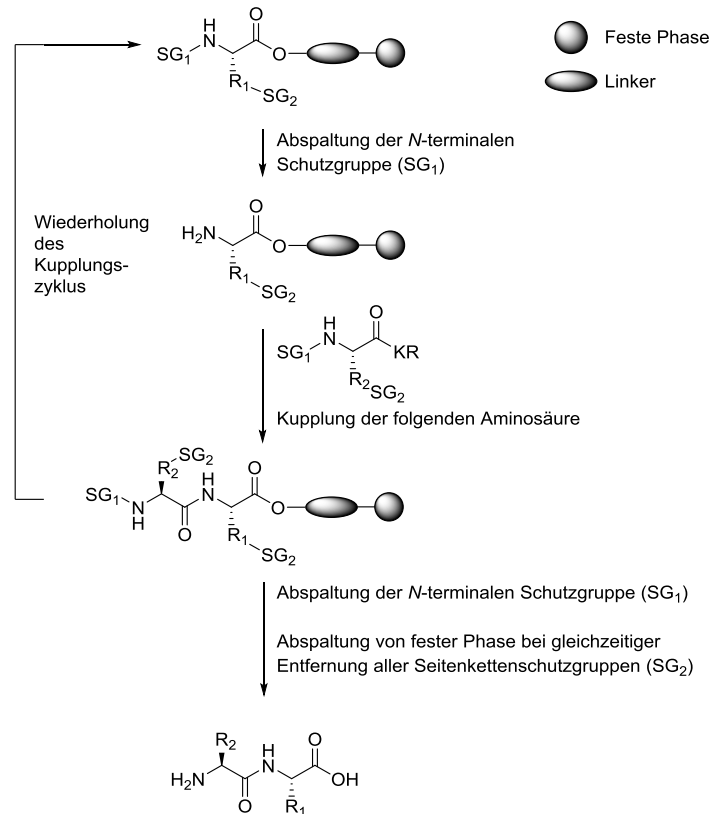 H
N
O
SG1
O
R1
SG2
Feste Phase
Linker
Abspaltung der N-terminalen
Schutzgruppe (SG1)
Wiederholung
des
Kupplungs-
zyklus
O
H2N
O
R1
SG2
H
N
O
SG1
KR
R2
SG2
Kupplung der folgenden Aminosäure
SG2
R2
SG1
N
H
O
H
N
O
O
R1
SG2
Abspaltung der N-terminalen Schutzgruppe (SG1)
Abspaltung von fester Phase bei gleichzeitiger
Entfernung aller Seitenkettenschutzgruppen (SG2)
R2
H
N
O
H2N
OH
O
R1